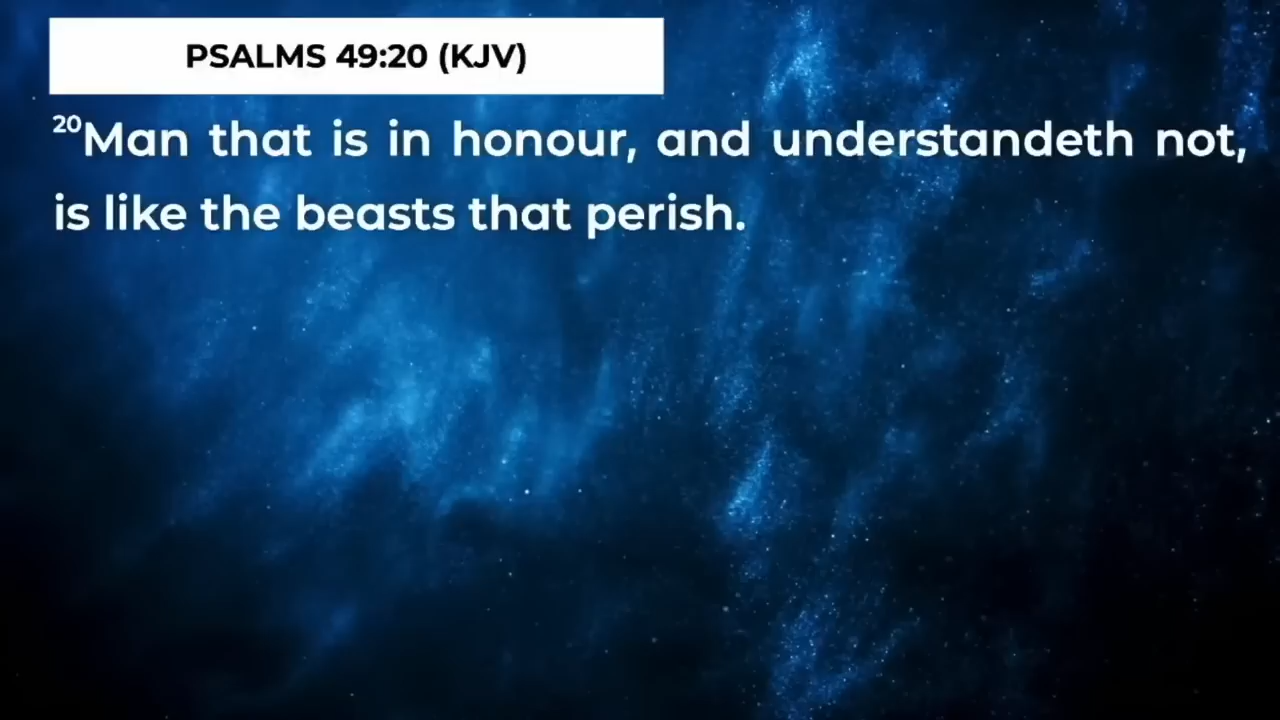 PSALMS 49:20 (KJV)
20Man that is in honour, and understandeth not,
is like the beasts that perish.